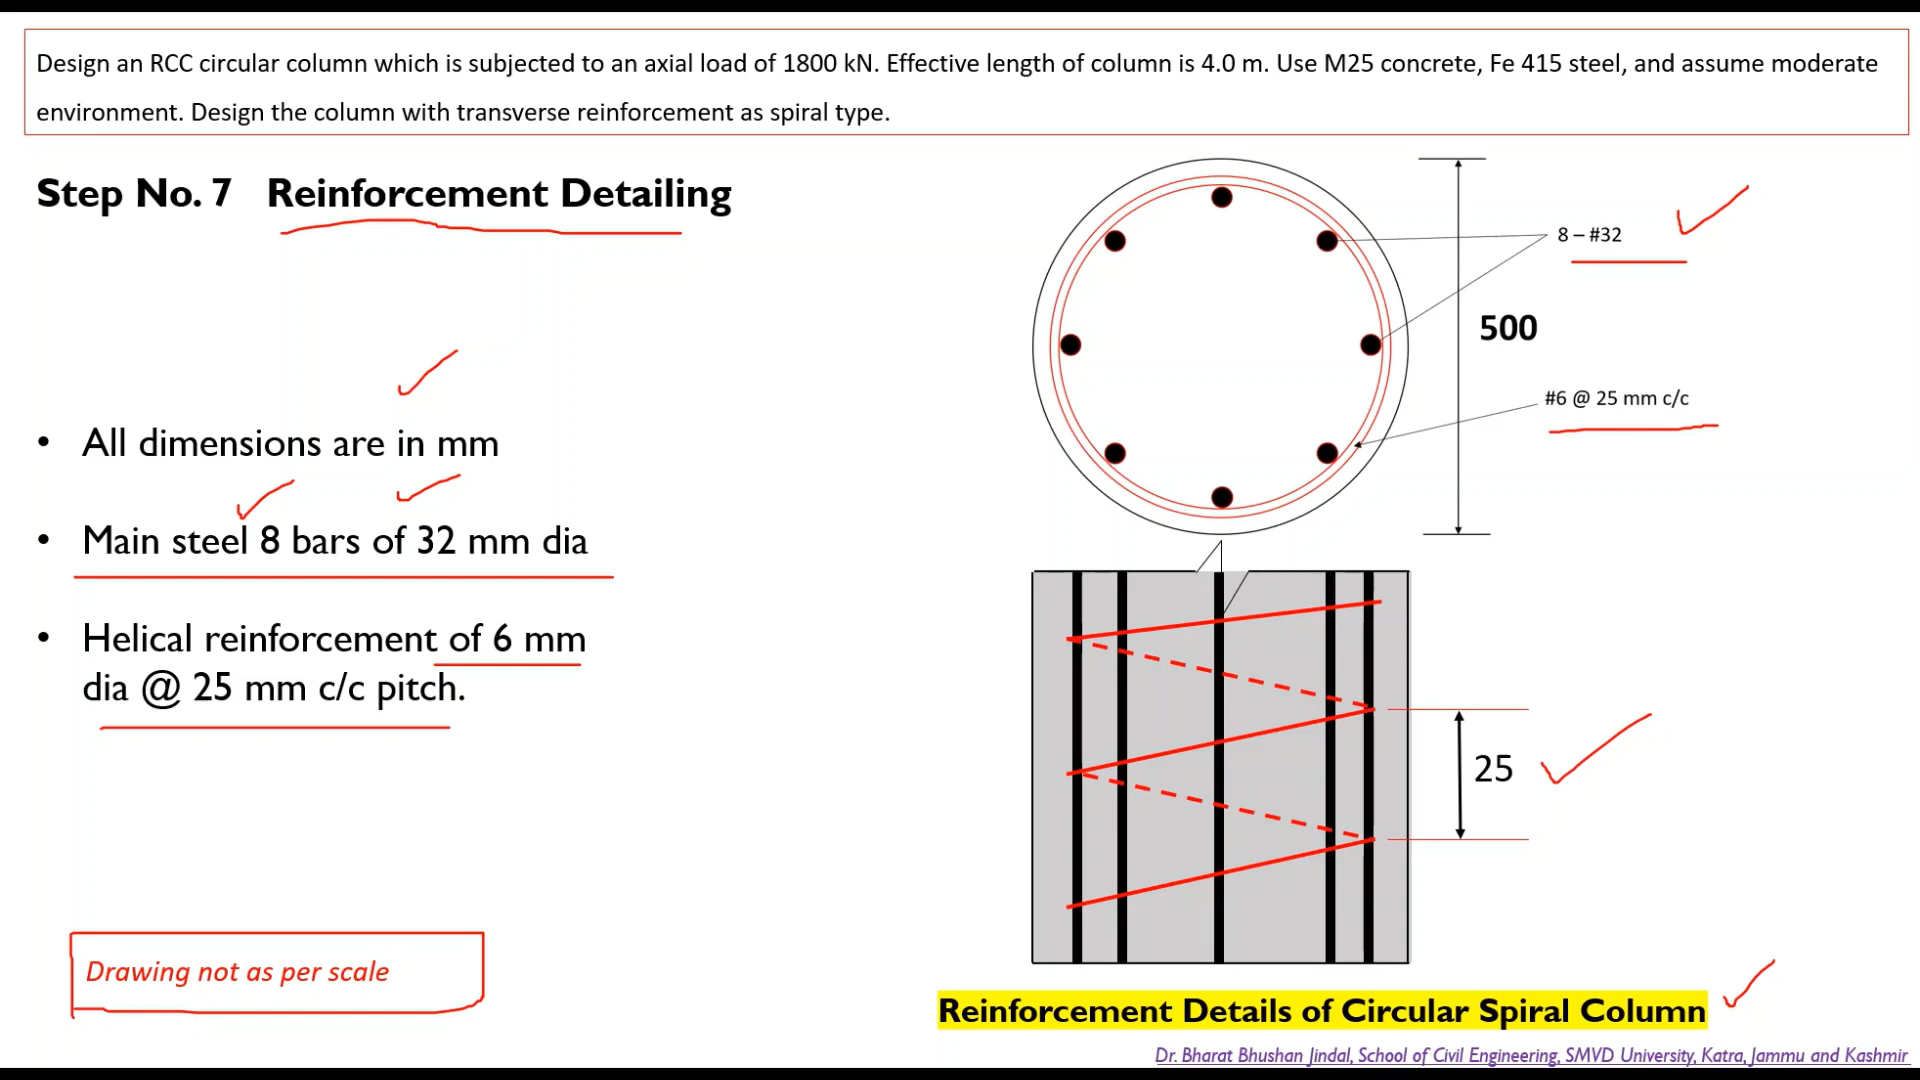 Design an RCC circular column which is subjected to an axial load of 1800 kN. Effective length of column is 4.0 m. Use M25 concrete, Fe 415 steel, and assume moderate
environment. Design the column with transverse reinforcement as spiral type.
Step No. 7 Reinforcement Detailing
• All dimensions are in mm
• Main steel 8 bars of 32 mm dia
• Helical reinforcement of 6 mm
dia @ 25 mm c/c pitch.
Drawing not as per scale
8 – #32
500
#6 @ 25 mm c/c
25
Reinforcement Details of Circular Spiral Column
Dr. Bharat Bhushan Jindal, School of Civil Engineering, SMVD University, Katra, Jammu and Kashmir